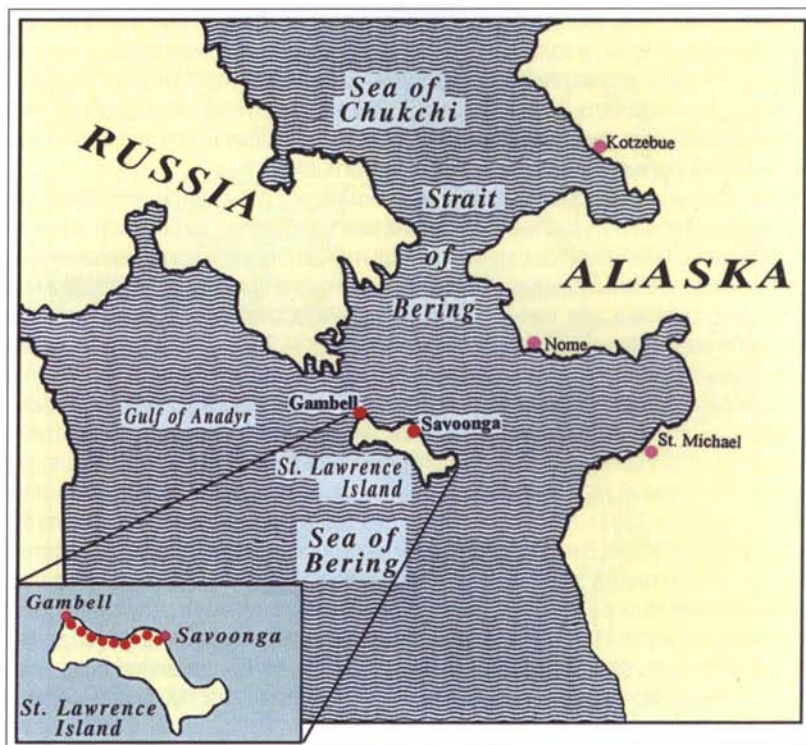 Sea of
Chukchi
Kotzebue
RUSSIA
Strait
of
Bering
ALASKA
Nome
Gulf of Anadyr
Gambell
Savoonga
St. Michael
St. Lawrence
Island
Sea of
Bering
Gambell
Savoonga
St. Lawrence
Island